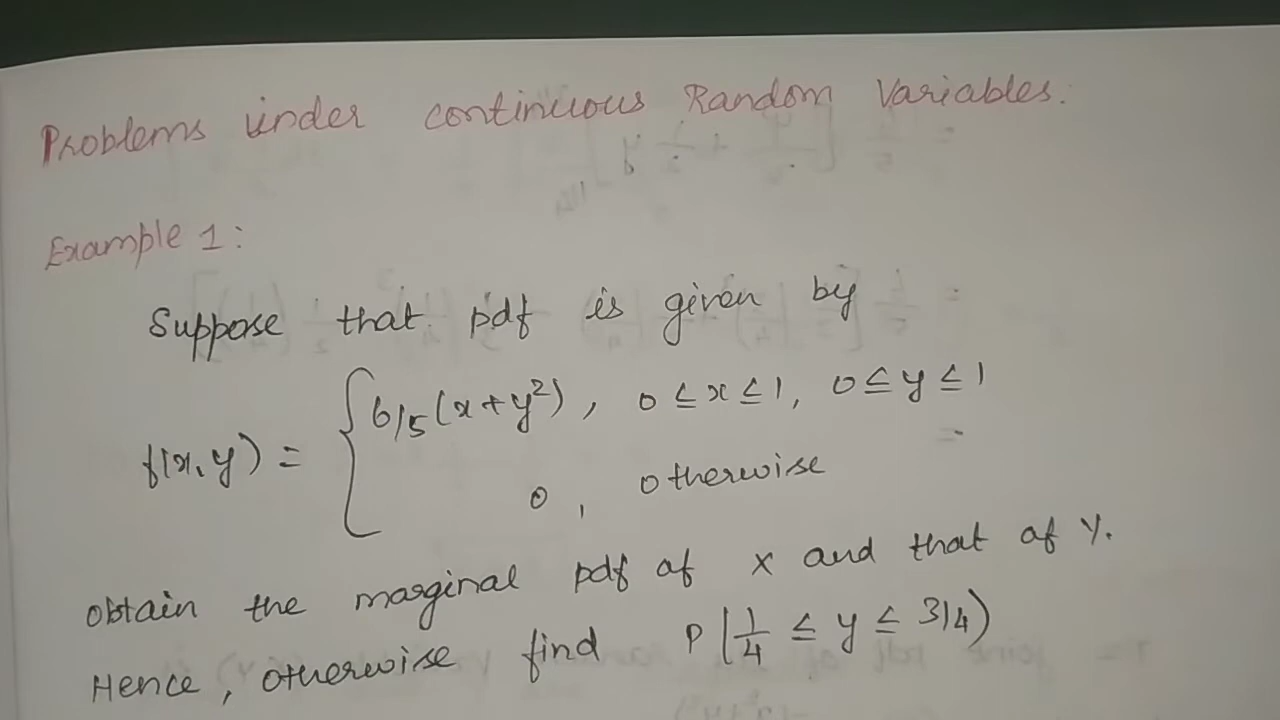 Problems under continuous Random Variables.
Example 1:
Suppose that pdf is given by
f(x, y) = { 6/5 (x+y²), 0 ≤ x ≤ 1, 0 ≤ y ≤ 1
0, otherwise
obtain the marginal pdf of x and that of y.
Hence, otherwise find P(1/4 ≤ y ≤ 3/4)